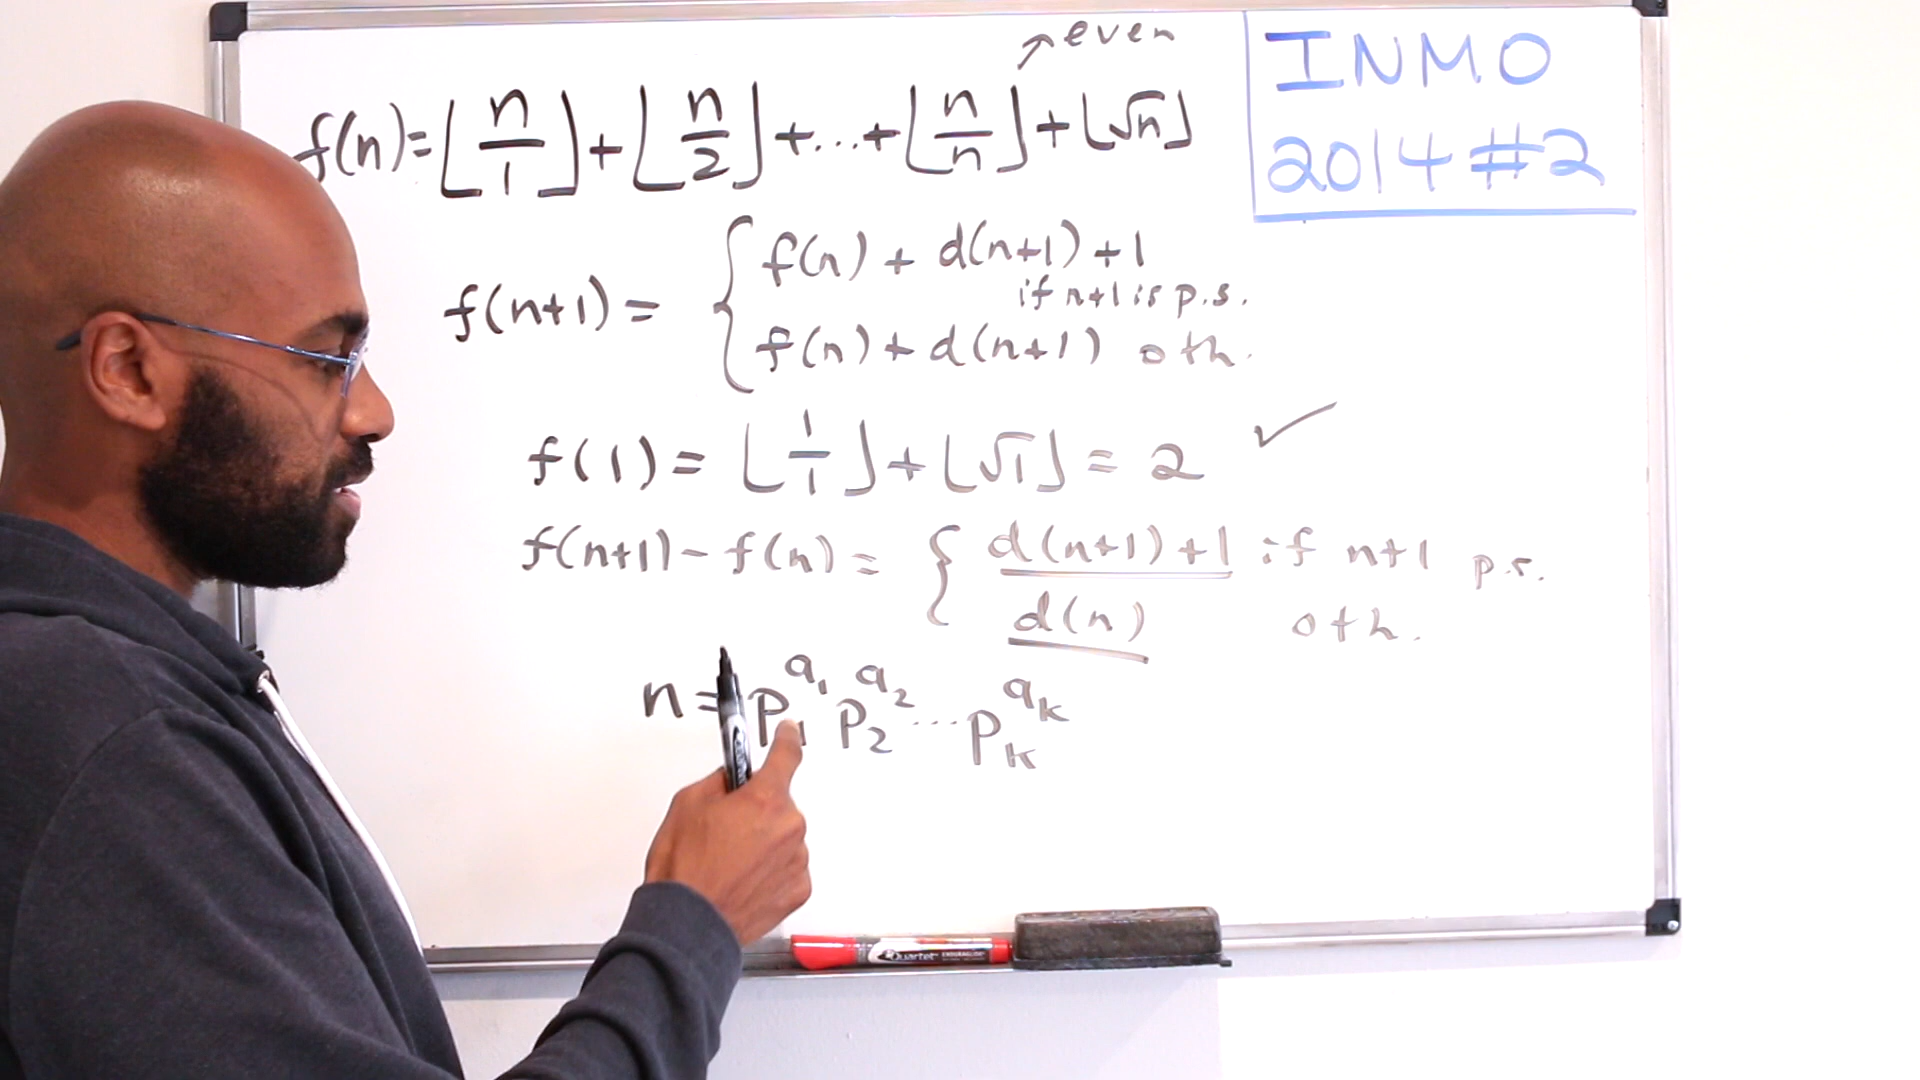 even
f(n)=⌊n/1⌋+⌊n/2⌋+...+⌊n/n⌋+⌊√n⌋
INMO
2014 #2
f(n+1) = { f(n) + d(n+1) + 1 if n+1 is p.s.
f(n) + d(n+1) oth.
f(1) = ⌊1/1⌋ + ⌊√1⌋ = 2 ✓
f(n+1) - f(n) = { d(n+1) + 1 if n+1 p.s.
d(n) oth.
n = p₁^a₁ p₂^a₂ ... pₖ^aₖ
Quartet